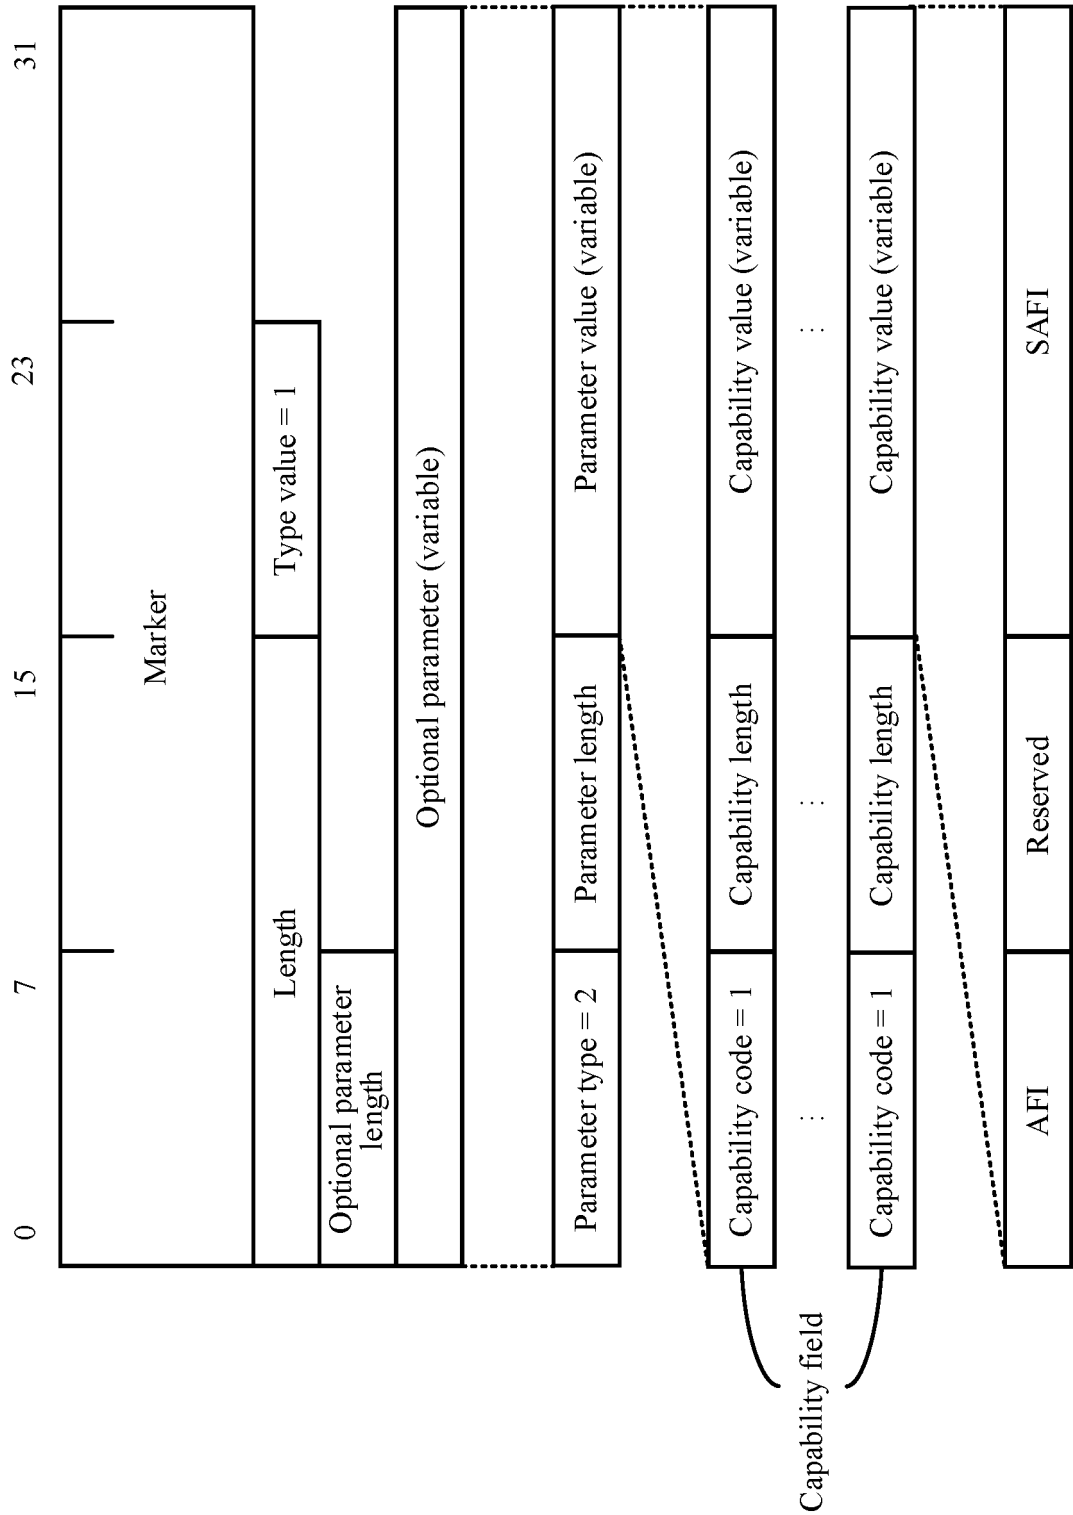 0 7 15 23 31
Marker
Length Type value = 1
Optional parameter
length
Optional parameter (variable)
Parameter type = 2 Parameter length Parameter value (variable)
Capability code = 1 Capability length Capability value (variable)
... ... ...
Capability field
Capability code = 1 Capability length Capability value (variable)
AFI Reserved SAFI